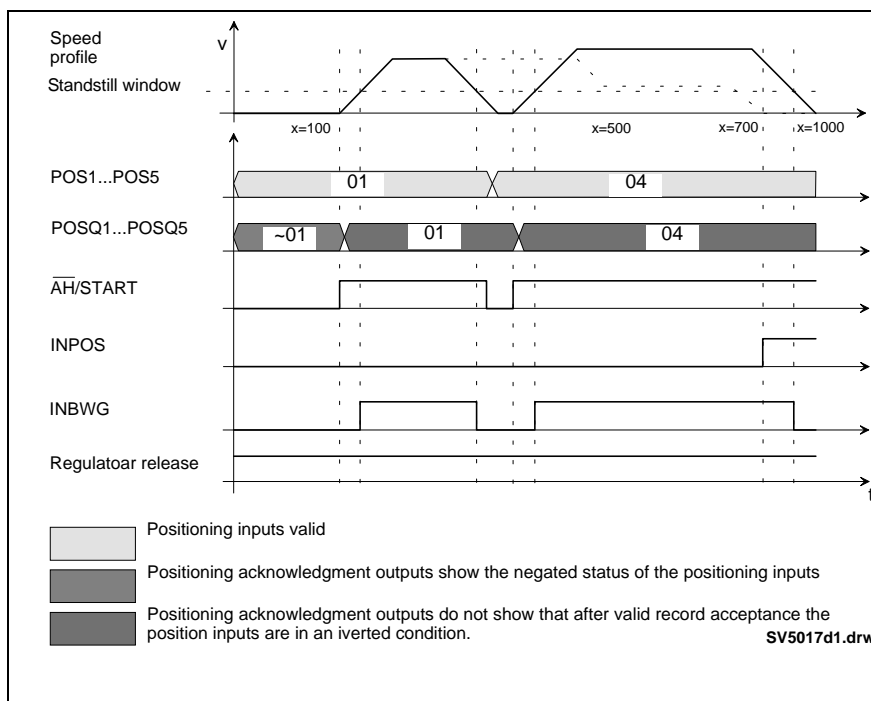 Speed
profile
v
Standstill window
x=100
x=500
x=700
x=1000
POS1...POS5
01
04
POSQ1...POSQ5
~01
01
04
AH/START
INPOS
INBWG
Regulatoar release
t
Positioning inputs valid
Positioning acknowledgment outputs show the negated status of the positioning inputs
Positioning acknowledgment outputs do not show that after valid record acceptance the
position inputs are in an iverted condition.
SV5017d1.drw